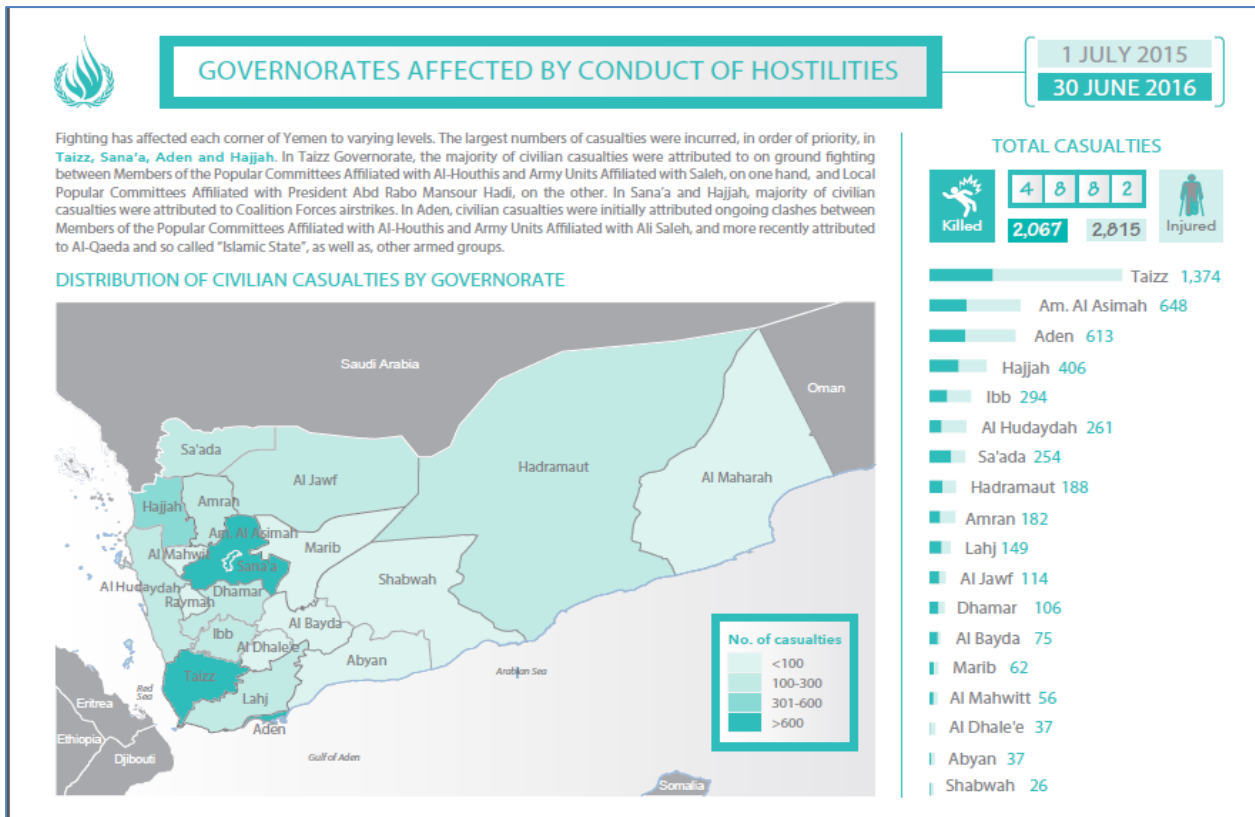 GOVERNORATES AFFECTED BY CONDUCT OF HOSTILITIES
1 JULY 2015
30 JUNE 2016
Fighting has affected each corner of Yemen to varying levels. The largest numbers of casualties were incurred, in order of priority, in
Taizz, Sana'a, Aden and Hajjah. In Taizz Governorate, the majority of civilian casualties were attributed to on ground fighting
between Members of the Popular Committees Affiliated with Al-Houthis and Army Units Affiliated with Saleh, on one hand, and Local
Popular Committees Affiliated with President Abd Rabo Mansour Hadi, on the other. In Sana'a and Hajjah, majority of civilian
casualties were attributed to Coalition Forces airstrikes. In Aden, civilian casualties were initially attributed ongoing clashes between
Members of the Popular Committees Affiliated with Al-Houthis and Army Units Affiliated with Ali Saleh, and more recently attributed
to Al-Qaeda and so called "Islamic State", as well as, other armed groups.
DISTRIBUTION OF CIVILIAN CASUALTIES BY GOVERNORATE
Saudi Arabia
Oman
Sa'ada
Al Jawf
Hadramaut
Al Maharah
Hajjah
Amran
Am. Al Asimah
Marib
Al Mahwit
Sana'a
Shabwah
Al Hudaydah
Raymah
Dhamar
Al Bayda
Ibb
Al Dhale'e
Abyan
Taizz
Lahj
Aden
Arabian Sea
Red
Sea
Eritrea
Ethiopia
Djibouti
Gulf of Aden
Somalia
No. of casualties
<100
100-300
301-600
>600
TOTAL CASUALTIES
4 8 8 2
Killed
2,067
2,815
Injured
Taizz 1,374
Am. Al Asimah 648
Aden 613
Hajjah 406
Ibb 294
Al Hudaydah 261
Sa'ada 254
Hadramaut 188
Amran 182
Lahj 149
Al Jawf 114
Dhamar 106
Al Bayda 75
Marib 62
Al Mahwitt 56
Al Dhale'e 37
Abyan 37
Shabwah 26